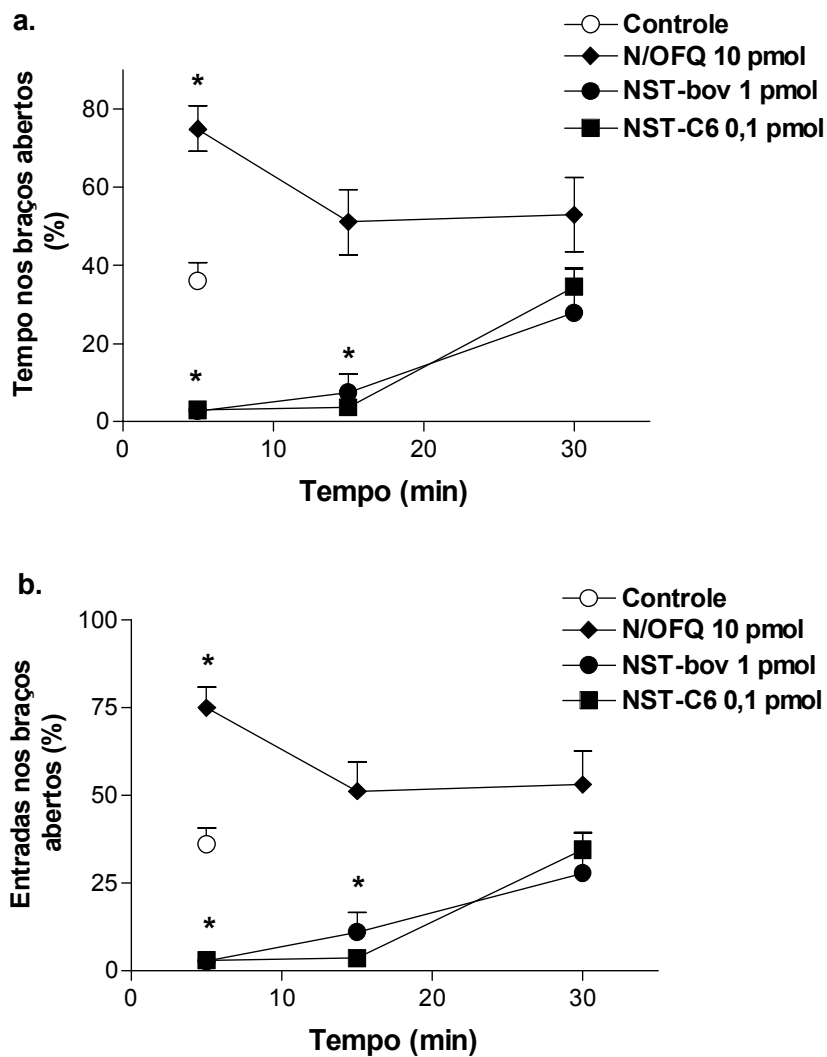 a.
Controle
N/OFQ 10 pmol
NST-bov 1 pmol
NST-C6 0,1 pmol
Tempo nos braços abertos
(%)
80
60
40
20
0
*
*
*
0
10
20
30
Tempo (min)
b.
Controle
N/OFQ 10 pmol
NST-bov 1 pmol
NST-C6 0,1 pmol
Entradas nos braços
abertos (%)
100
75
50
25
0
*
*
*
0
10
20
30
Tempo (min)